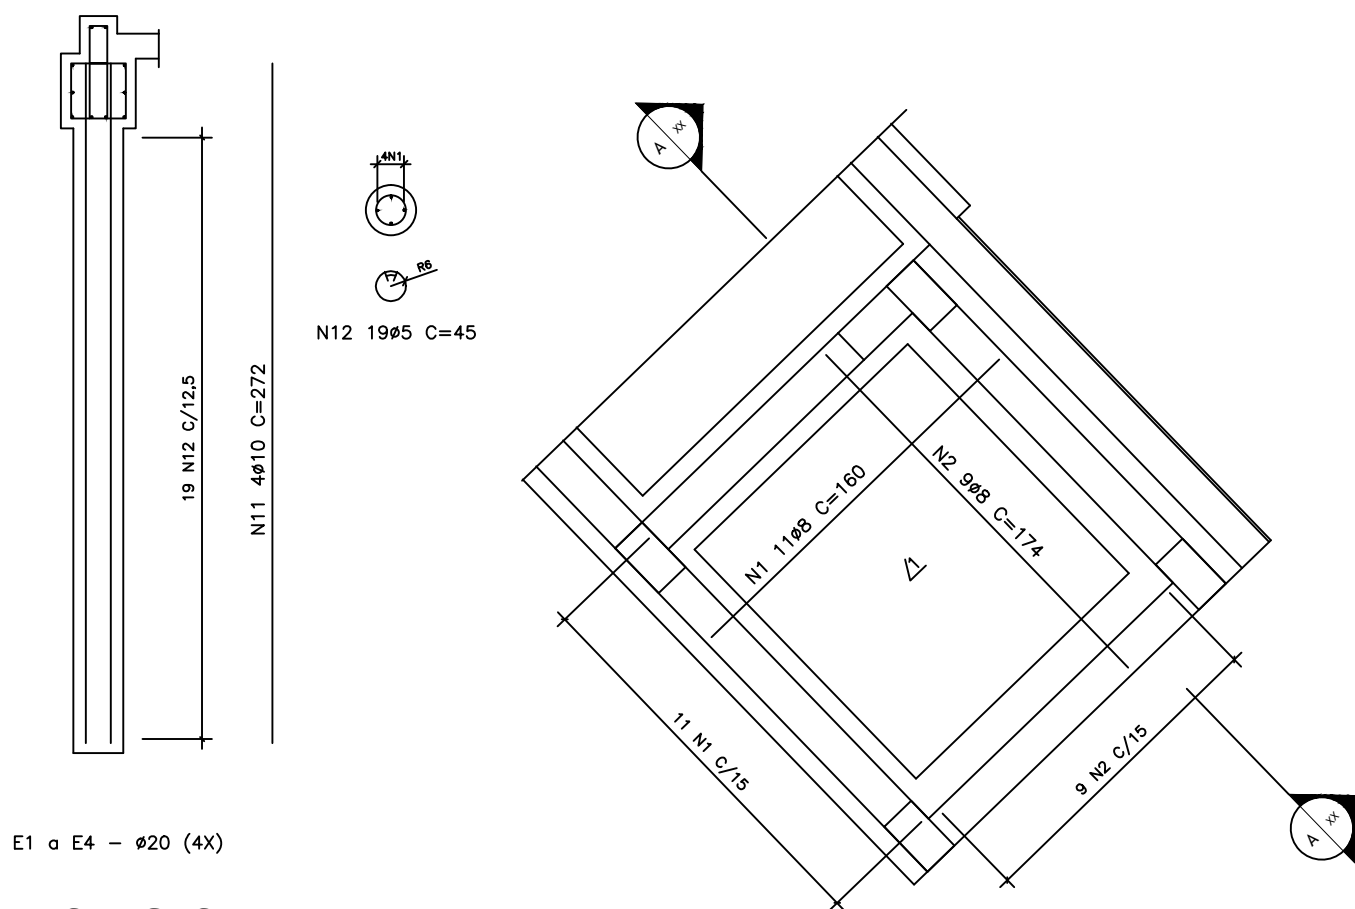 4N1
R6
N12 19ø5 C=45
19 N12 C/12,5
N11 4ø10 C=272
E1 a E4 – ø20 (4X)
A XX
N1 11ø8 C=160
N2 9ø8 C=174
11 N1 C/15
9 N2 C/15
A XX